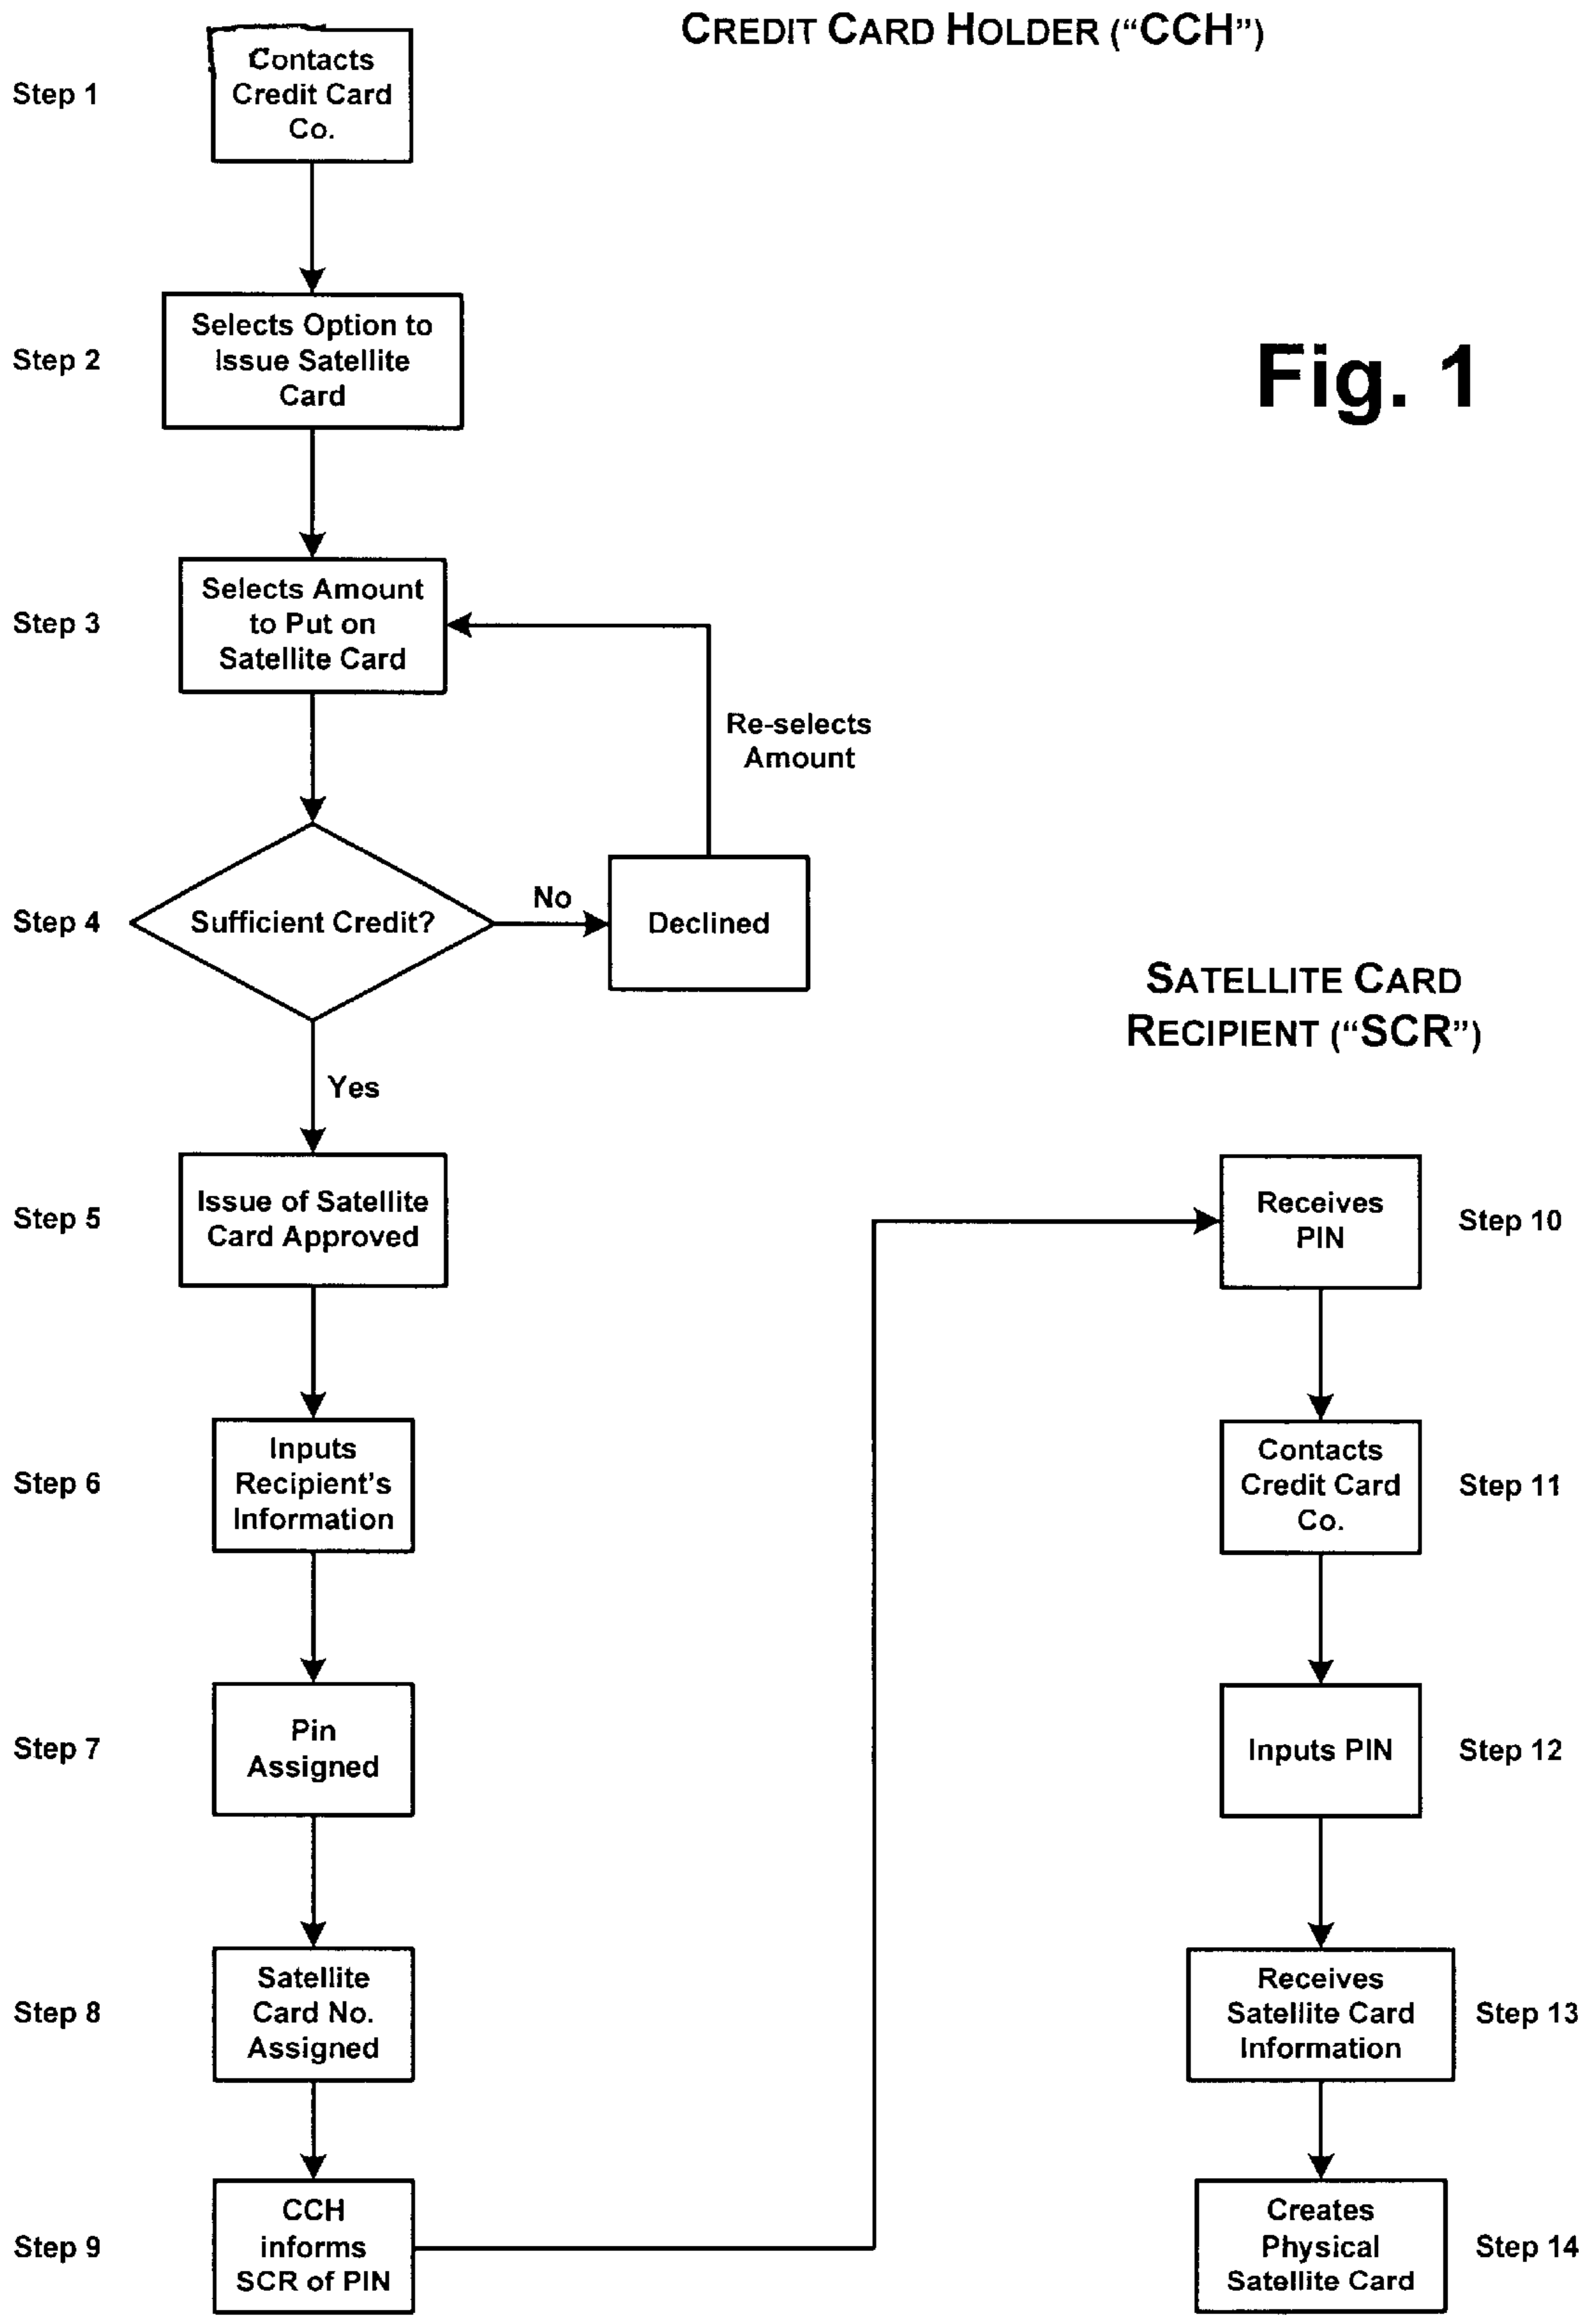 CREDIT CARD HOLDER ("CCH")
Step 1
Contacts
Credit Card
Co.
Step 2
Selects Option to
Issue Satellite
Card
Fig. 1
Step 3
Selects Amount
to Put on
Satellite Card
Re-selects
Amount
Step 4
Sufficient Credit?
No
Declined
Yes
Step 5
Issue of Satellite
Card Approved
Step 6
Inputs
Recipient's
Information
Step 7
Pin
Assigned
Step 8
Satellite
Card No.
Assigned
Step 9
CCH
informs
SCR of PIN
SATELLITE CARD
RECIPIENT ("SCR")
Receives
PIN
Step 10
Contacts
Credit Card
Co.
Step 11
Inputs PIN
Step 12
Receives
Satellite Card
Information
Step 13
Creates
Physical
Satellite Card
Step 14